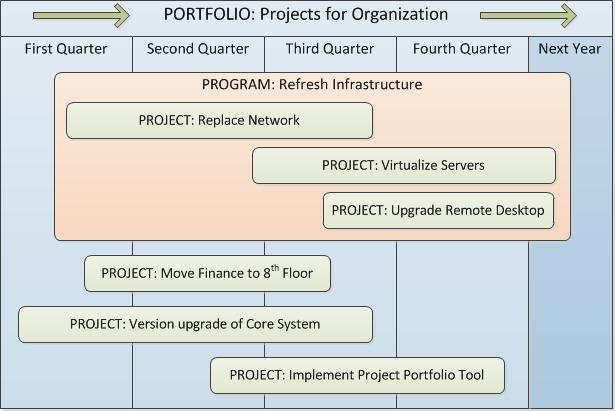 PORTFOLIO: Projects for Organization
First Quarter Second Quarter Third Quarter Fourth Quarter Next Year
PROGRAM: Refresh Infrastructure
PROJECT: Replace Network
PROJECT: Virtualize Servers
PROJECT: Upgrade Remote Desktop
PROJECT: Move Finance to 8th Floor
PROJECT: Version upgrade of Core System
PROJECT: Implement Project Portfolio Tool